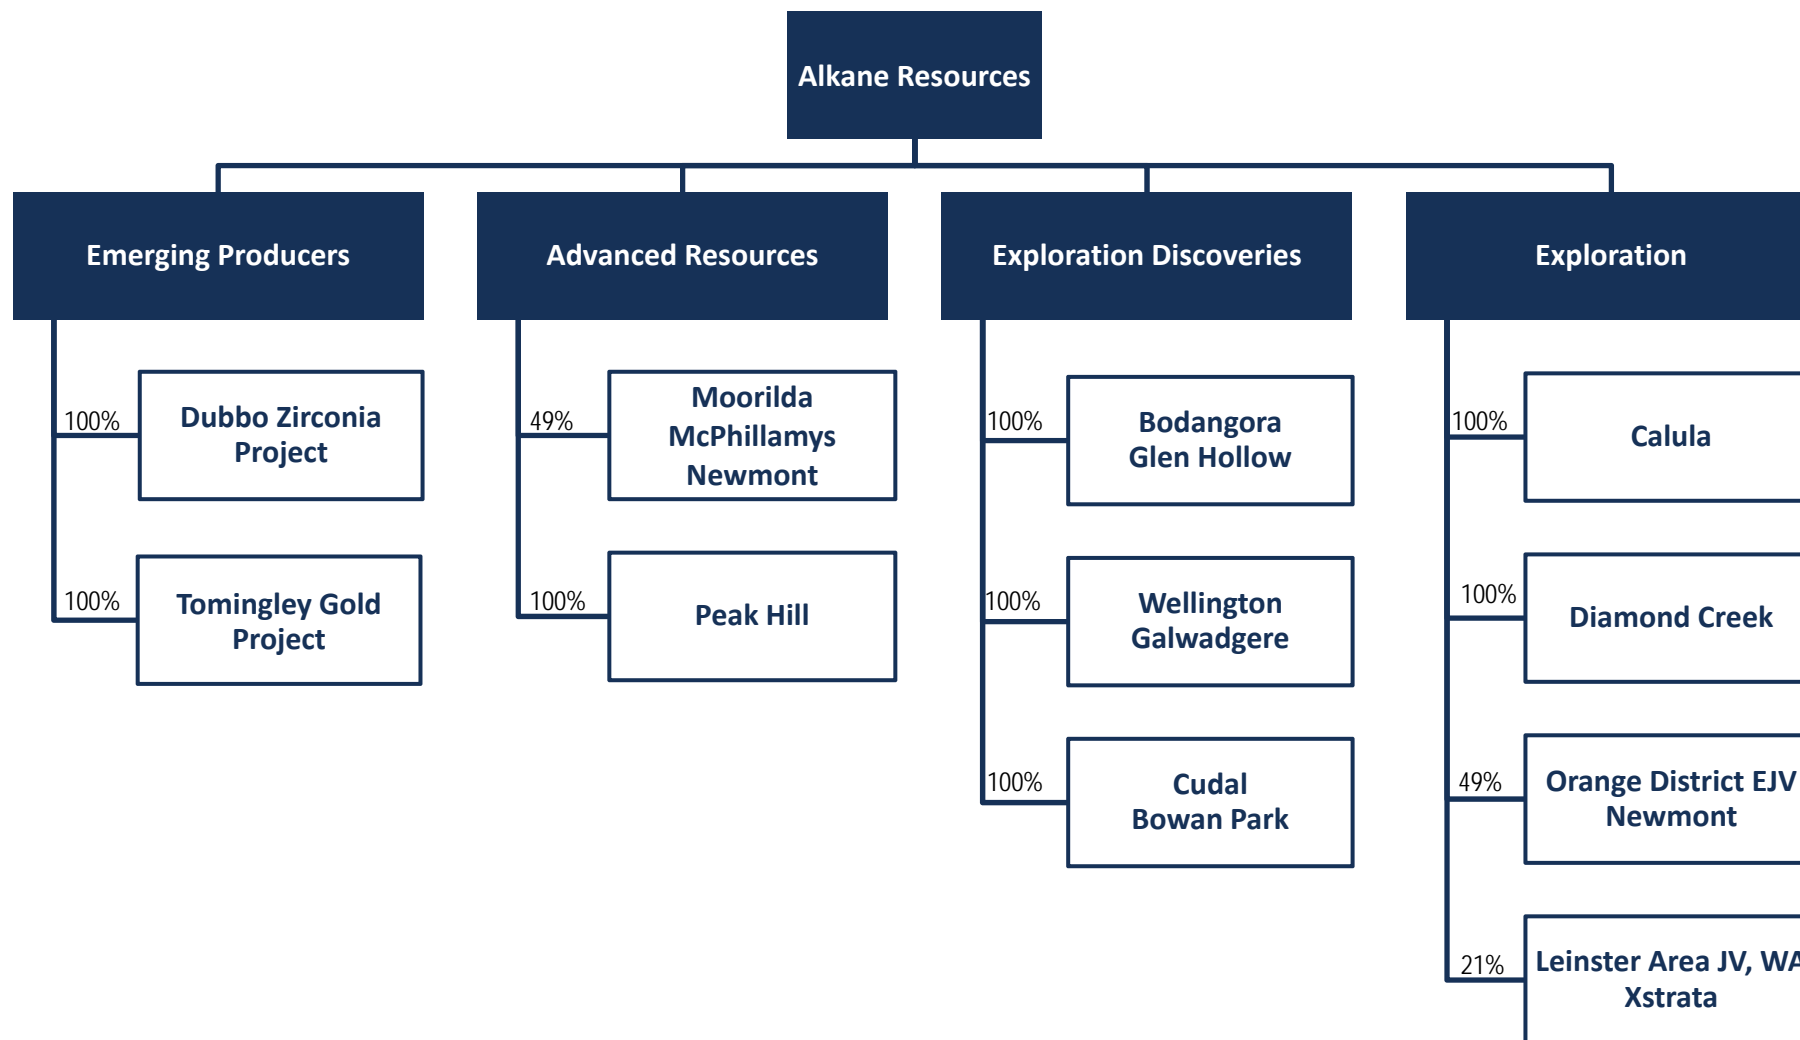 Alkane Resources
Emerging Producers
100%
Dubbo Zirconia
Project
100%
Tomingley Gold
Project
Advanced Resources
49%
Moorilda
McPhillamys
Newmont
100%
Peak Hill
Exploration Discoveries
100%
Bodangora
Glen Hollow
100%
Wellington
Galwadgere
100%
Cudal
Bowan Park
Exploration
100%
Calula
100%
Diamond Creek
49%
Orange District EJV
Newmont
21%
Leinster Area JV, WA
Xstrata